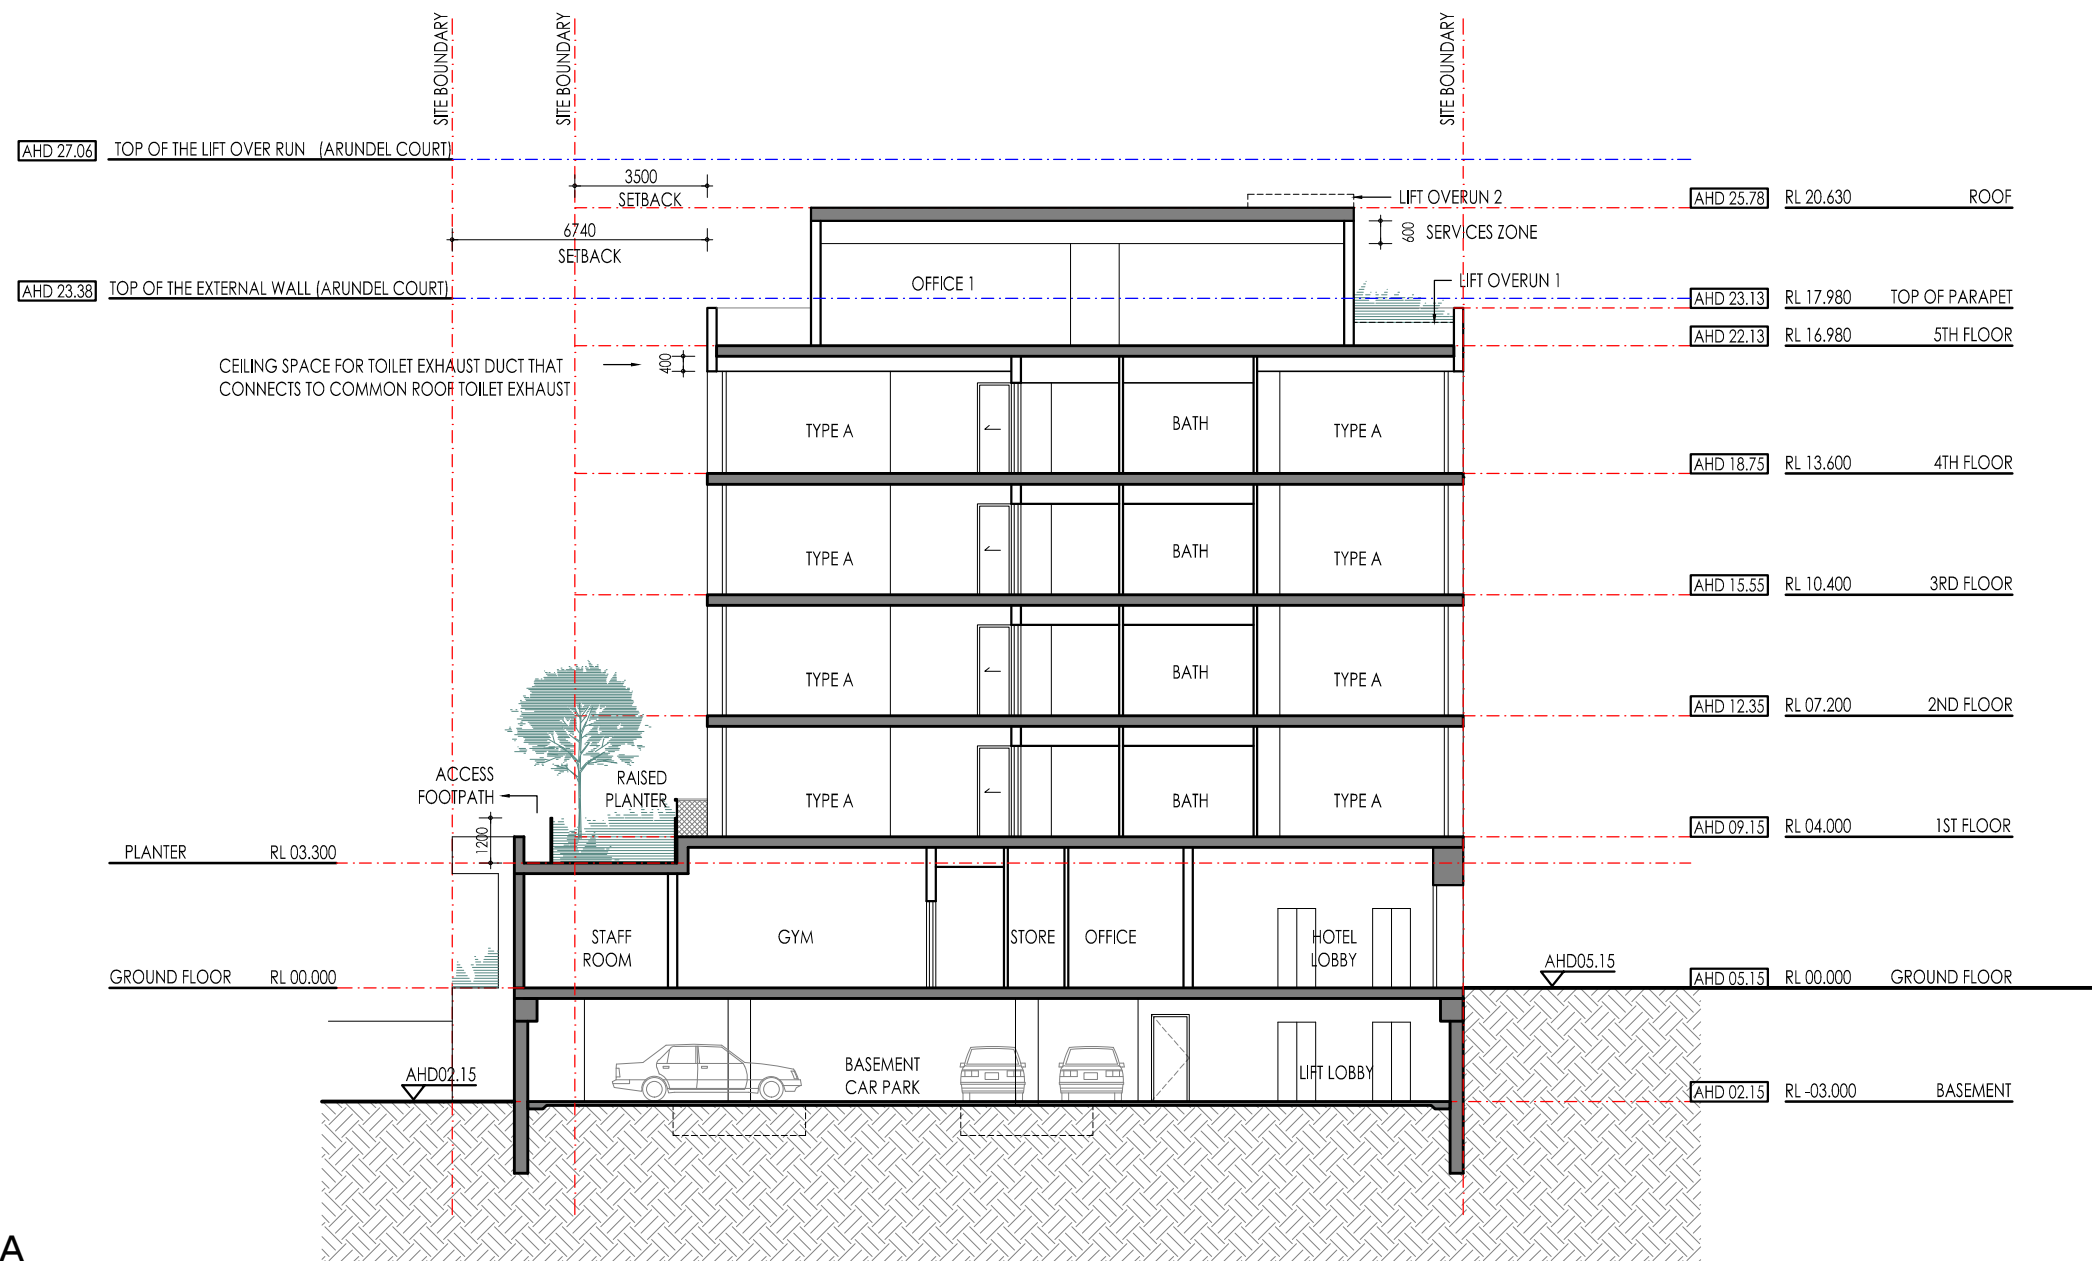 SITE BOUNDARY
SITE BOUNDARY
SITE BOUNDARY
AHD 27.06 TOP OF THE LIFT OVER RUN (ARUNDEL COURT)
3500
SETBACK
LIFT OVERUN 2
AHD 25.78 RL 20.630 ROOF
6740
SETBACK
600 SERVICES ZONE
OFFICE 1
LIFT OVERUN 1
AHD 23.38 TOP OF THE EXTERNAL WALL (ARUNDEL COURT)
AHD 23.13 RL 17.980 TOP OF PARAPET
AHD 22.13 RL 16.980 5TH FLOOR
CEILING SPACE FOR TOILET EXHAUST DUCT THAT
CONNECTS TO COMMON ROOF TOILET EXHAUST
400
TYPE A BATH TYPE A
AHD 18.75 RL 13.600 4TH FLOOR
TYPE A BATH TYPE A
AHD 15.55 RL 10.400 3RD FLOOR
TYPE A BATH TYPE A
AHD 12.35 RL 07.200 2ND FLOOR
ACCESS
FOOTPATH
RAISED
PLANTER
TYPE A BATH TYPE A
1200
AHD 09.15 RL 04.000 1ST FLOOR
PLANTER RL 03.300
STAFF
ROOM
GYM
STORE
OFFICE
HOTEL
LOBBY
AHD05.15
GROUND FLOOR RL 00.000
AHD 05.15 RL 00.000 GROUND FLOOR
BASEMENT
CAR PARK
LIFT LOBBY
AHD02.15
AHD 02.15 RL -03.000 BASEMENT
A